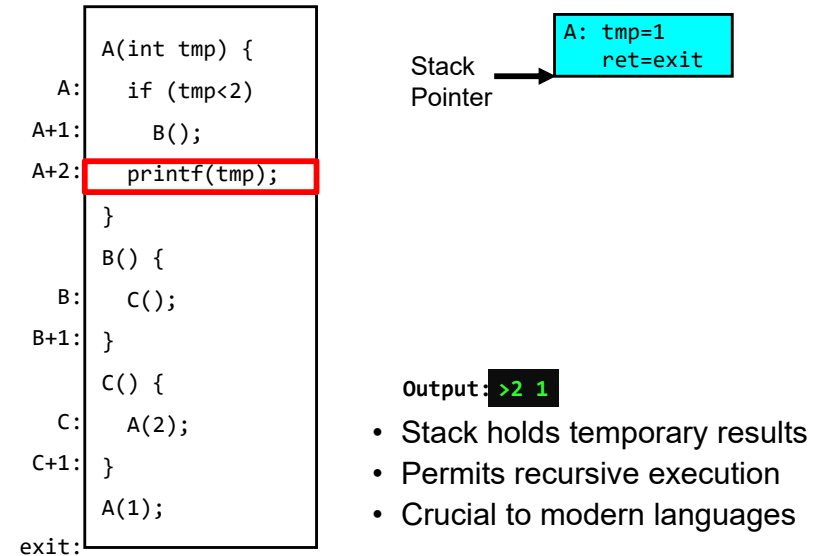 A(int tmp) {
A: if (tmp<2)
A+1: B();
A+2: printf(tmp);
}
B() {
B: C();
B+1: }
C() {
C: A(2);
C+1: }
A(1);
exit:
A: tmp=1
ret=exit
Stack
Pointer
Output: >2 1
• Stack holds temporary results
• Permits recursive execution
• Crucial to modern languages